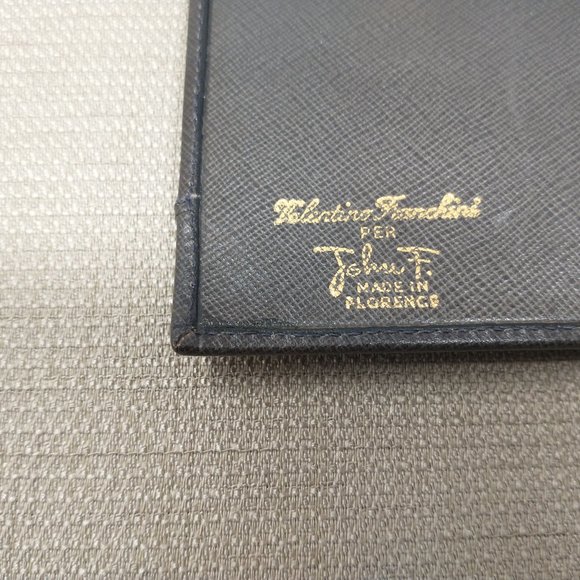 Valentino Franchini
PER
John F.
MADE IN
FLORENCE